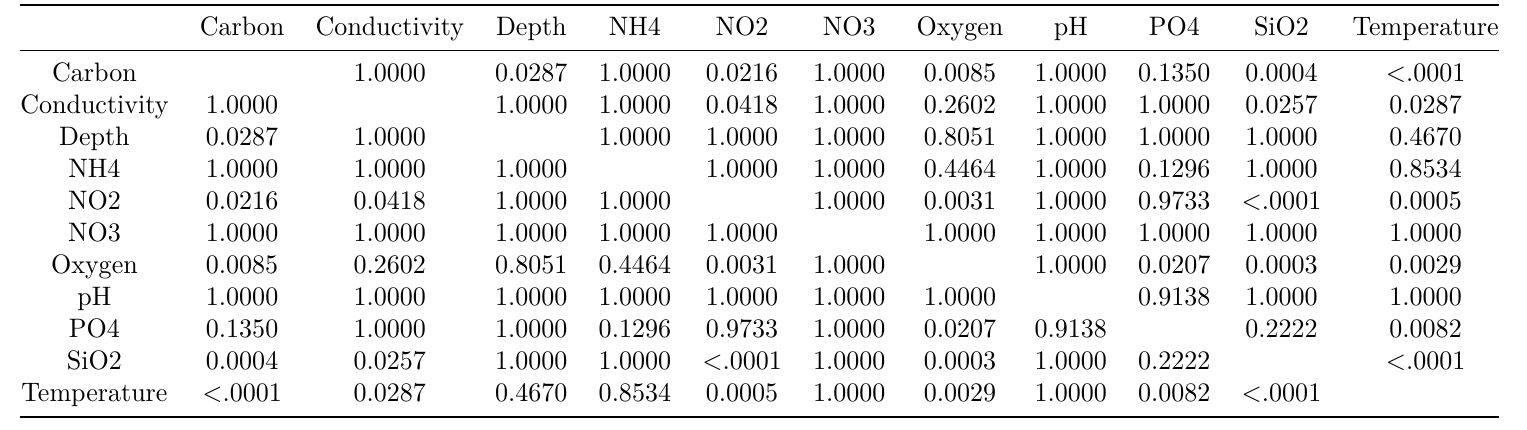 Carbon Conductivity Depth NH4 NO2 NO3 Oxygen pH PO4 SiO2 Temperature
Carbon 1.0000 0.0287 1.0000 0.0216 1.0000 0.0085 1.0000 0.1350 0.0004 <.0001
Conductivity 1.0000 1.0000 1.0000 0.0418 1.0000 0.2602 1.0000 1.0000 0.0257 0.0287
Depth 0.0287 1.0000 1.0000 1.0000 1.0000 0.8051 1.0000 1.0000 1.0000 0.4670
NH4 1.0000 1.0000 1.0000 1.0000 1.0000 0.4464 1.0000 0.1296 1.0000 0.8534
NO2 0.0216 0.0418 1.0000 1.0000 1.0000 0.0031 1.0000 0.9733 <.0001 0.0005
NO3 1.0000 1.0000 1.0000 1.0000 1.0000 1.0000 1.0000 1.0000 1.0000 1.0000
Oxygen 0.0085 0.2602 0.8051 0.4464 0.0031 1.0000 1.0000 0.0207 0.0003 0.0029
pH 1.0000 1.0000 1.0000 1.0000 1.0000 1.0000 1.0000 0.9138 1.0000 1.0000
PO4 0.1350 1.0000 1.0000 0.1296 0.9733 1.0000 0.0207 0.9138 0.2222 0.0082
SiO2 0.0004 0.0257 1.0000 1.0000 <.0001 1.0000 0.0003 1.0000 0.2222 <.0001
Temperature <.0001 0.0287 0.4670 0.8534 0.0005 1.0000 0.0029 1.0000 0.0082 <.0001